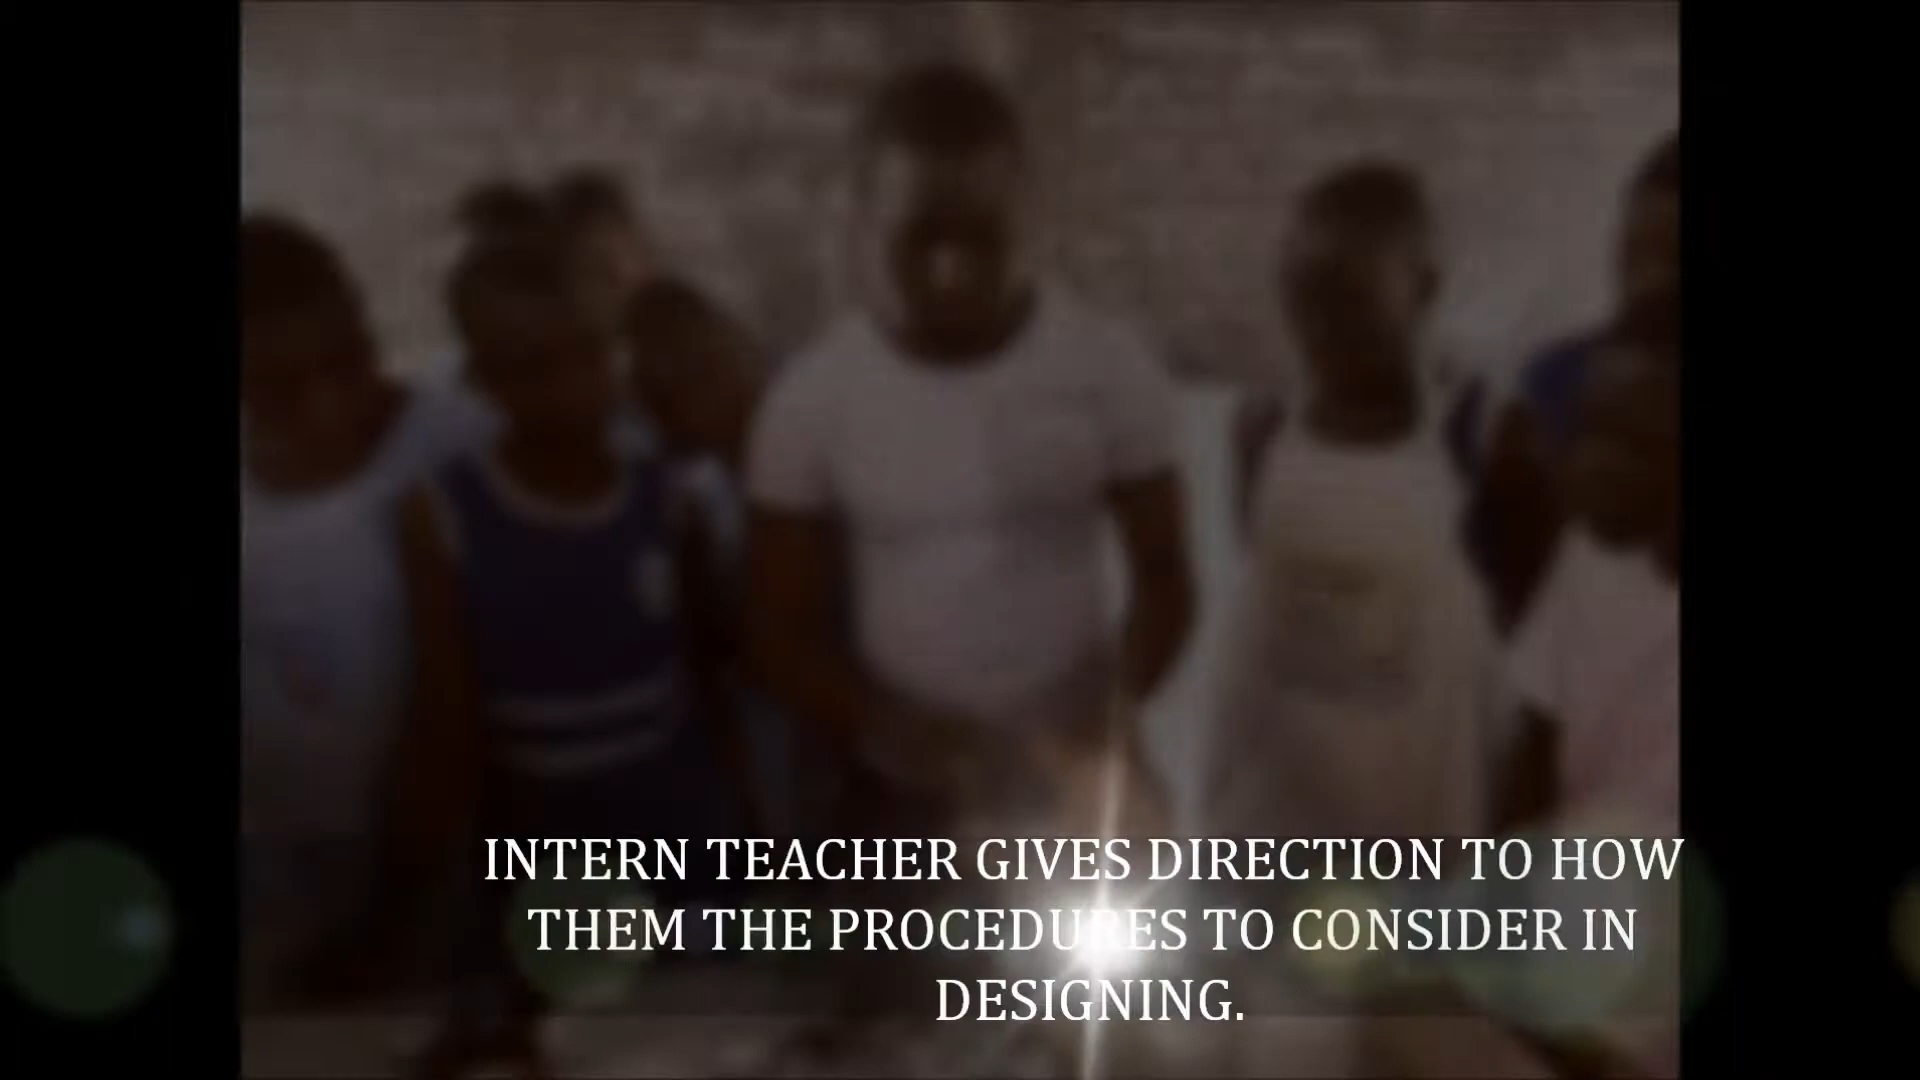 INTERN TEACHER GIVES DIRECTION TO HOW
THEM THE PROCEDURES TO CONSIDER IN
DESIGNING.